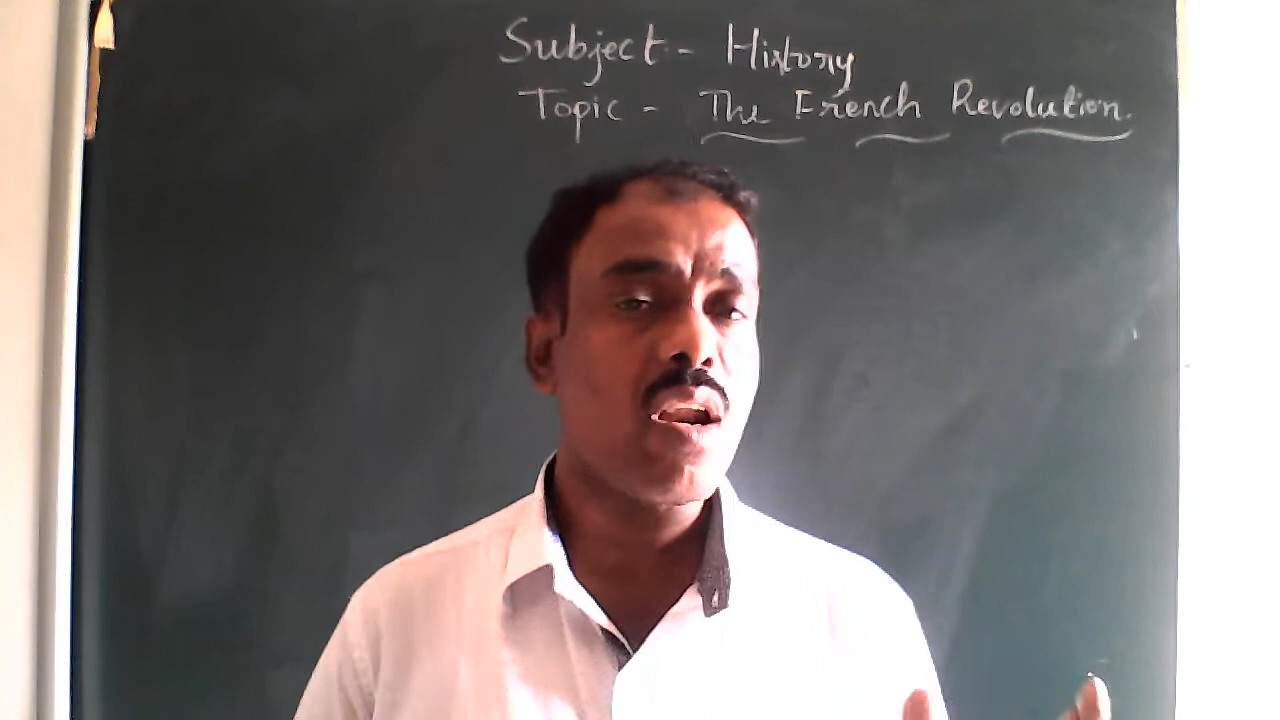 Subject - History
Topic - The French Revolution.